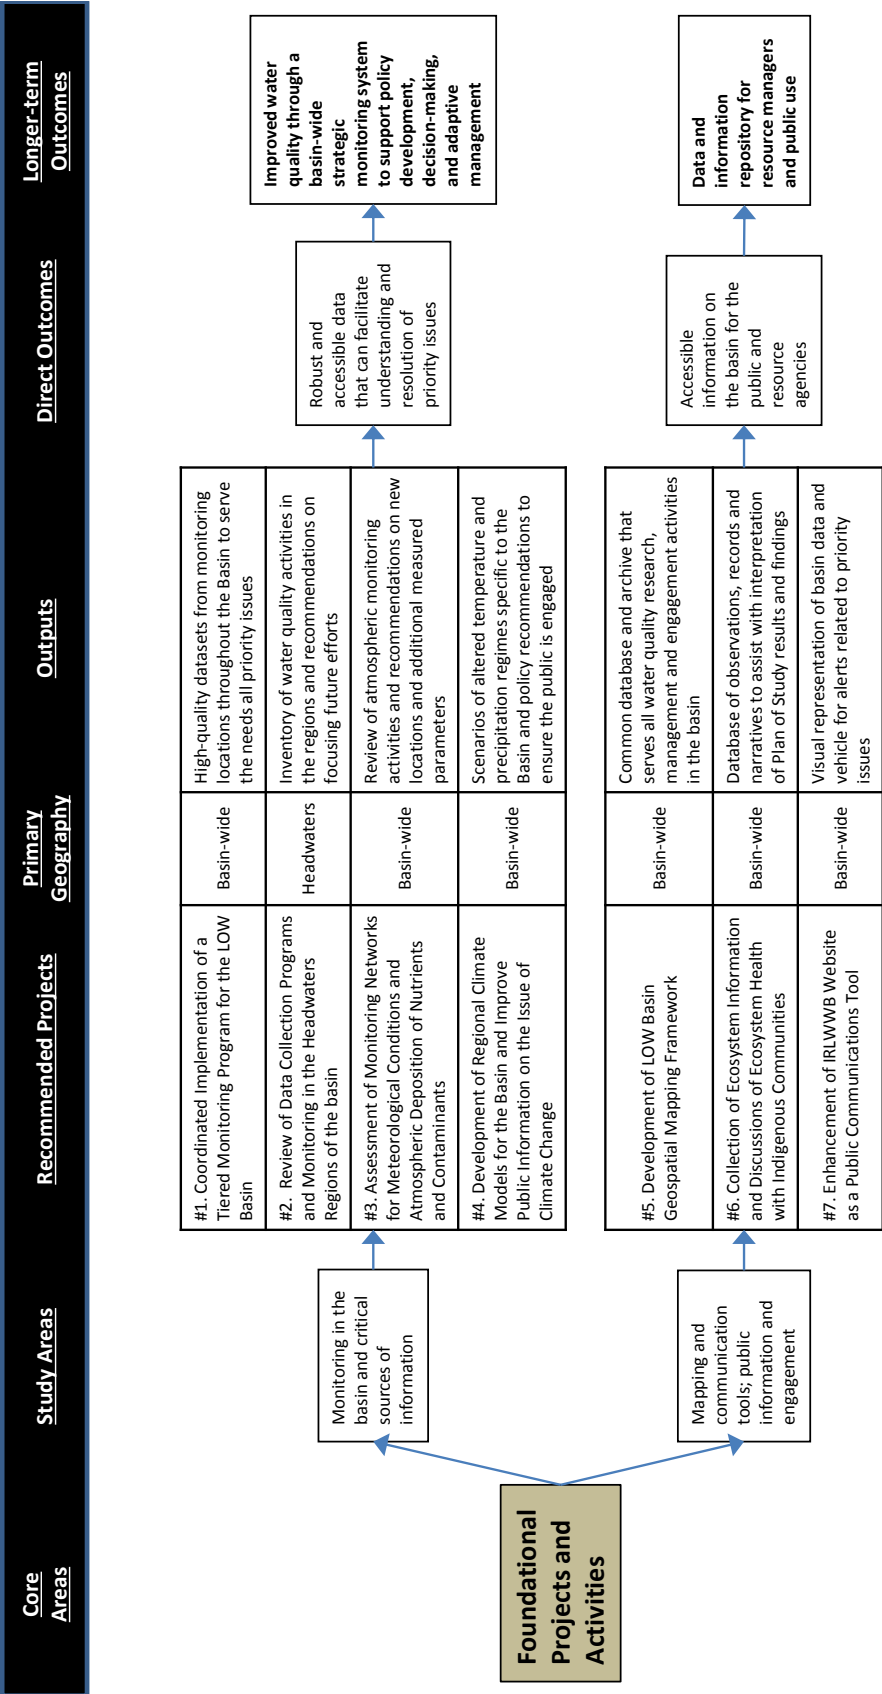 Core
Areas
Study Areas
Recommended Projects
Primary
Geography
Outputs
Direct Outcomes
Longer-term
Outcomes
Foundational
Projects and
Activities
Monitoring in the
basin and critical
sources of
information
#1. Coordinated Implementation of a
Tiered Monitoring Program for the LOW
Basin
Basin-wide
High-quality datasets from monitoring
locations throughout the Basin to serve
the needs all priority issues
#2.  Review of Data Collection Programs
and Monitoring in the Headwaters
Regions of the basin
Headwaters
Inventory of water quality activities in
the regions and recommendations on
focusing future efforts
#3. Assessment of Monitoring Networks
for Meteorological Conditions and
Atmospheric Deposition of Nutrients
and Contaminants
Basin-wide
Review of atmospheric monitoring
activities and recommendations on new
locations and additional measured
parameters
#4. Development of Regional Climate
Models for the Basin and Improve
Public Information on the Issue of
Climate Change
Basin-wide
Scenarios of altered temperature and
precipitation regimes specific to the
Basin and policy recommendations to
ensure the public is engaged
Robust and
accessible data
that can facilitate
understanding and
resolution of
priority issues
Improved water
quality through a
basin-wide
strategic
monitoring system
to support policy
development,
decision-making,
and adaptive
management
Mapping and
communication
tools; public
information and
engagement
#5. Development of LOW Basin
Geospatial Mapping Framework
Basin-wide
Common database and archive that
serves all water quality research,
management and engagement activities
in the basin
#6. Collection of Ecosystem Information
and Discussions of Ecosystem Health
with Indigenous Communities
Basin-wide
Database of observations, records and
narratives to assist with interpretation
of Plan of Study results and findings
#7. Enhancement of IRLWWB Website
as a Public Communications Tool
Basin-wide
Visual representation of basin data and
vehicle for alerts related to priority
issues
Accessible
information on
the basin for the
public and
resource
agencies
Data and
information
repository for
resource managers
and public use